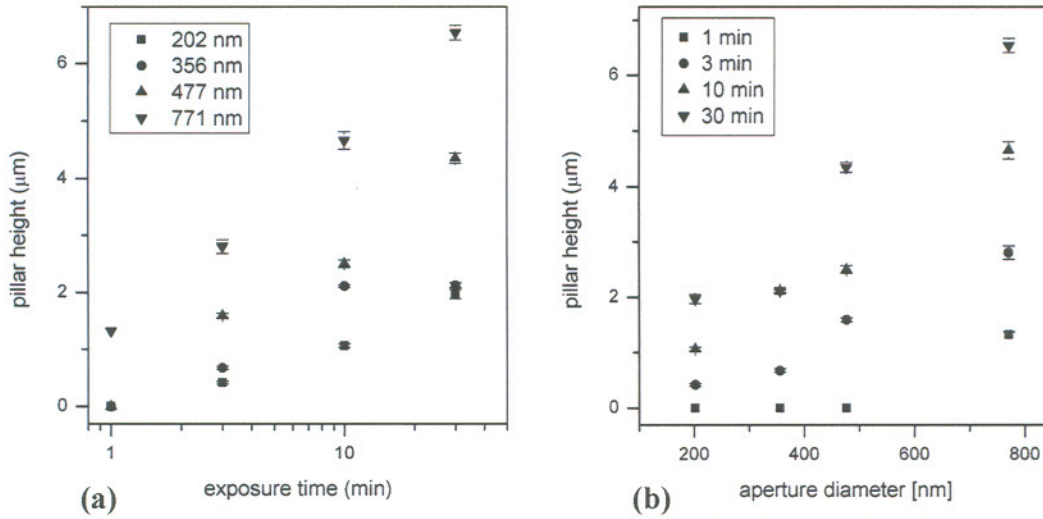 202 nm
356 nm
477 nm
771 nm
pillar height (μm)
6
4
2
0
1
10
exposure time (min)
(a)
1 min
3 min
10 min
30 min
pillar height (μm)
6
4
2
0
200
400
600
800
aperture diameter [nm]
(b)